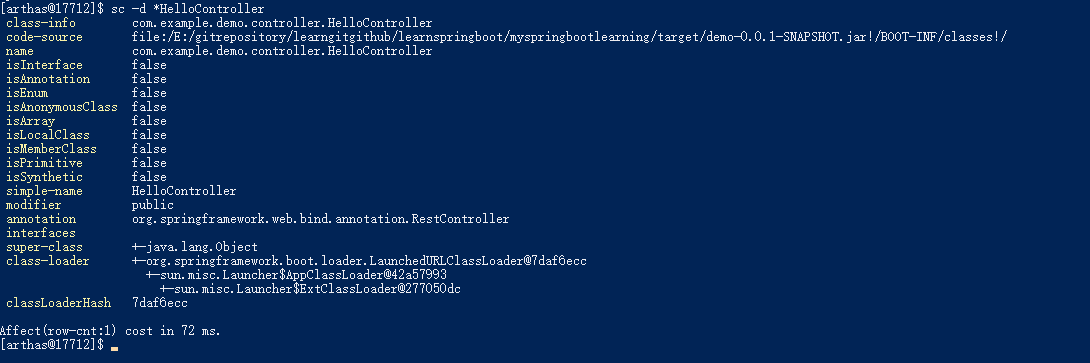 [arthas@17712]$ sc -d *HelloController
class-info com.example.demo.controller.HelloController
code-source file:/E:/gitrepository/learngitgithub/learnspringboot/myspringbootlearning/target/demo-0.0.1-SNAPSHOT.jar!/BOOT-INF/classes!/
name com.example.demo.controller.HelloController
isInterface false
isAnnotation false
isEnum false
isAnonymousClass false
isArray false
isLocalClass false
isMemberClass false
isPrimitive false
isSynthetic false
simple-name HelloController
modifier public
annotation org.springframework.web.bind.annotation.RestController
interfaces
super-class +-java.lang.Object
class-loader +-org.springframework.boot.loader.LaunchedURLClassLoader@7daf6ecc
+-sun.misc.Launcher$AppClassLoader@42a57993
+-sun.misc.Launcher$ExtClassLoader@277050dc
classLoaderHash 7daf6ecc
Affect(row-cnt:1) cost in 72 ms.
[arthas@17712]$